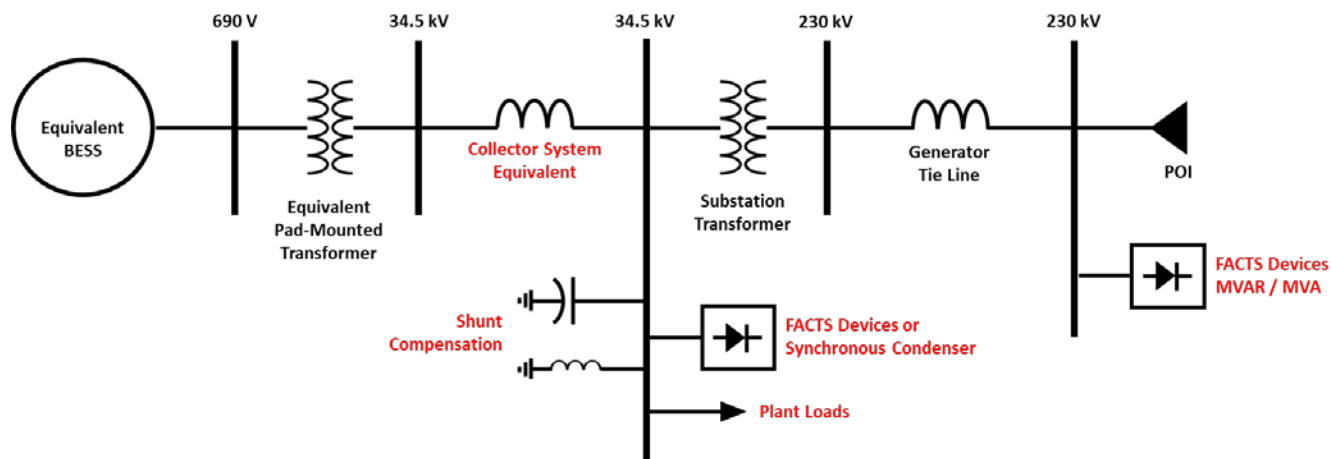 690 V
34.5 kV
34.5 kV
230 kV
230 kV
Equivalent
BESS
Collector System
Equivalent
Generator
Tie Line
POI
Equivalent
Pad-Mounted
Transformer
Substation
Transformer
FACTS Devices
MVAR / MVA
Shunt
Compensation
FACTS Devices or
Synchronous Condenser
Plant Loads